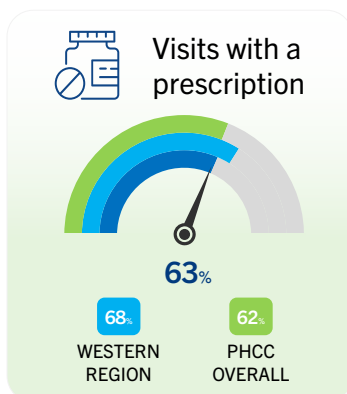 Visits with a
prescription
63%
68%
62%
WESTERN
REGION
PHCC
OVERALL